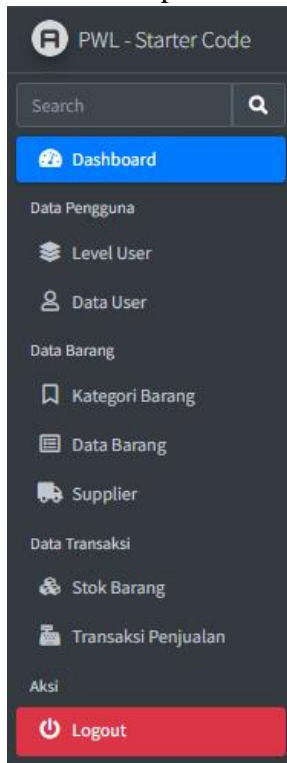 PWL - Starter Code
Search
Dashboard
Data Pengguna
Level User
Data User
Data Barang
Kategori Barang
Data Barang
Supplier
Data Transaksi
Stok Barang
Transaksi Penjualan
Aksi
Logout